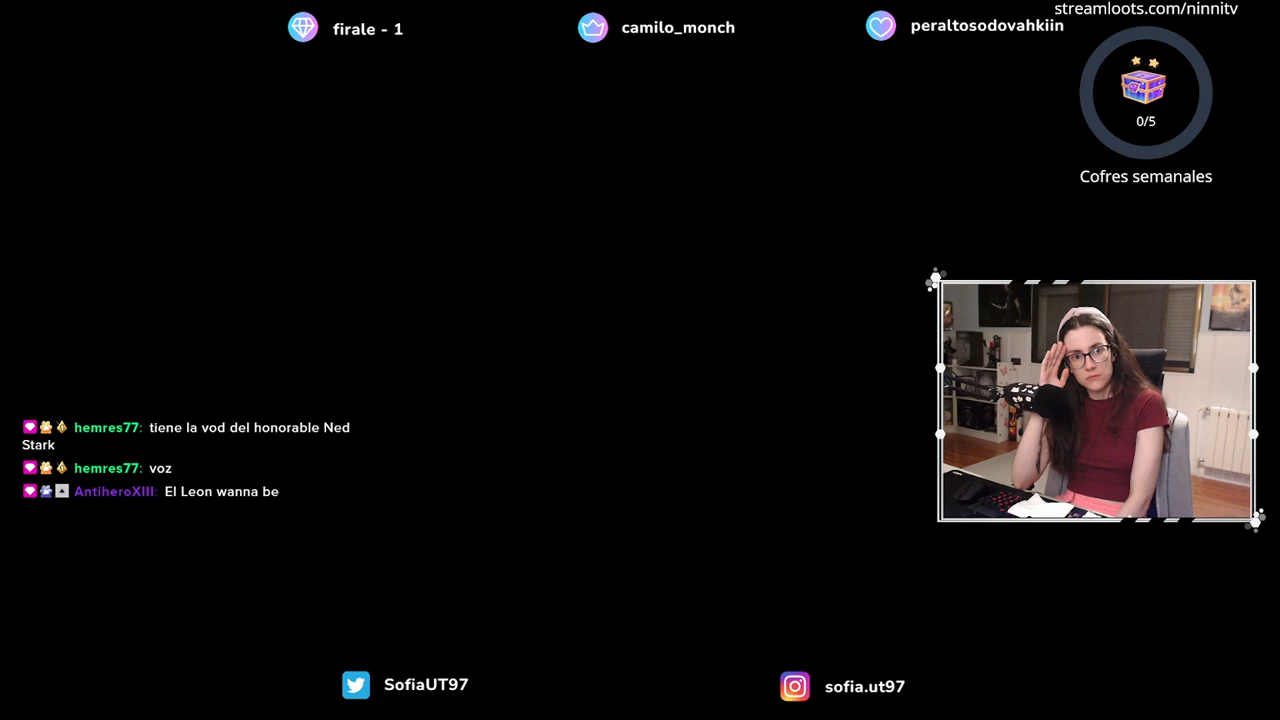 streamloots.com/ninnitv
firale - 1
camilo_monch
peraltosodovahkiin
0/5
Cofres semanales
hemres77: tiene la vod del honorable Ned
Stark
hemres77: voz
AntiheroXIII: El Leon wanna be
SofiaUT97
sofia.ut97